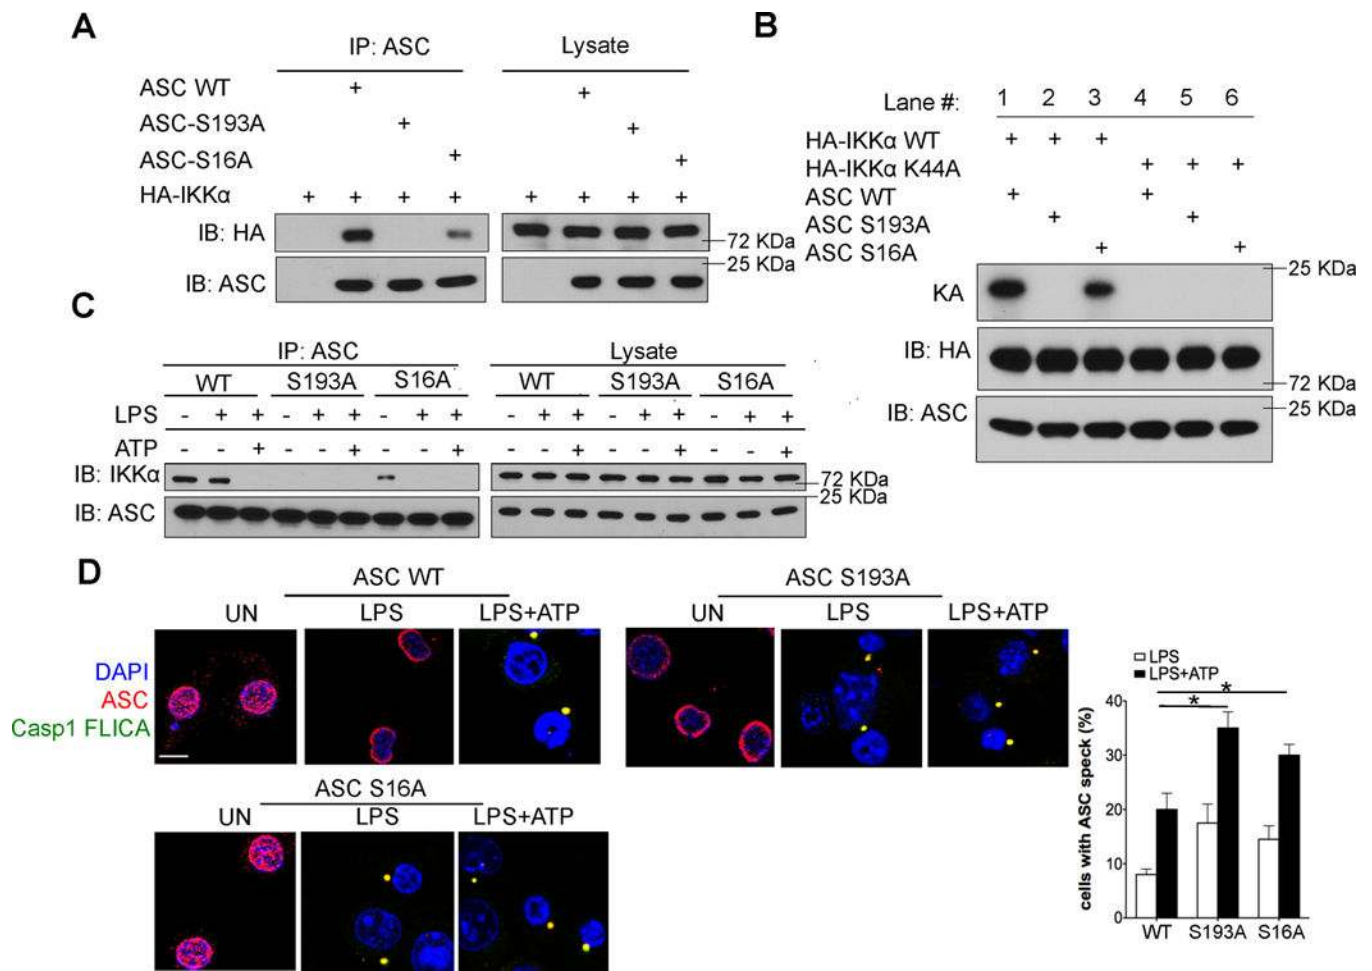 A
IP: ASC
Lysate
ASC WT
+
+
ASC-S193A
+
+
ASC-S16A
+
+
HA-IKKα
+ + + + + + + +
IB: HA
72 KDa
25 KDa
IB: ASC
B
Lane #: 1 2 3 4 5 6
HA-IKKα WT + + +
HA-IKKα K44A + + +
ASC WT + +
ASC S193A + +
ASC S16A + +
25 KDa
KA
IB: HA
72 KDa
25 KDa
IB: ASC
C
IP: ASC
Lysate
WT S193A S16A WT S193A S16A
LPS - + + - + + - + + - + + - + + - + +
ATP - - + - - + - - + - - + - - + - - +
IB: IKKα
72 KDa
25 KDa
IB: ASC
D
ASC WT
UN LPS LPS+ATP
DAPI
ASC
Casp1 FLICA
ASC S193A
UN LPS LPS+ATP
ASC S16A
UN LPS LPS+ATP
LPS
LPS+ATP
cells with ASC speck (%)
40
30
20
10
0
*
*
WT S193A S16A